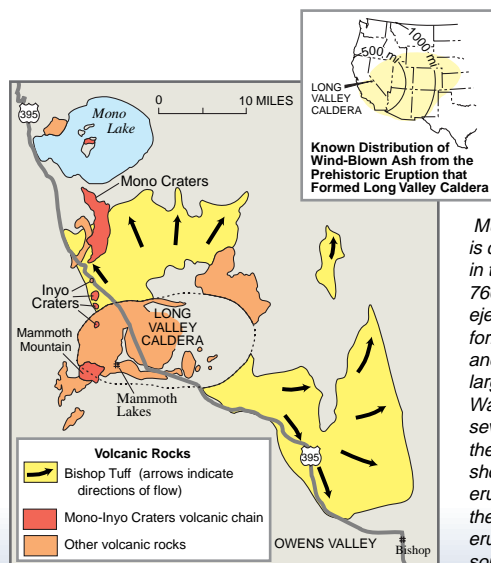 500 mi
1000 mi
LONG
VALLEY
CALDERA
Known Distribution of
Wind-Blown Ash from the
Prehistoric Eruption that
Formed Long Valley Caldera
395
Mono
Lake
0 10 MILES
Mono Craters
Inyo
Craters
LONG
VALLEY
CALDERA
Mammoth
Mountain
Mammoth
Lakes
395
OWENS VALLEY
Bishop
Volcanic Rocks
Bishop Tuff (arrows indicate
directions of flow)
Mono-Inyo Craters volcanic chain
Other volcanic rocks
is
in
76